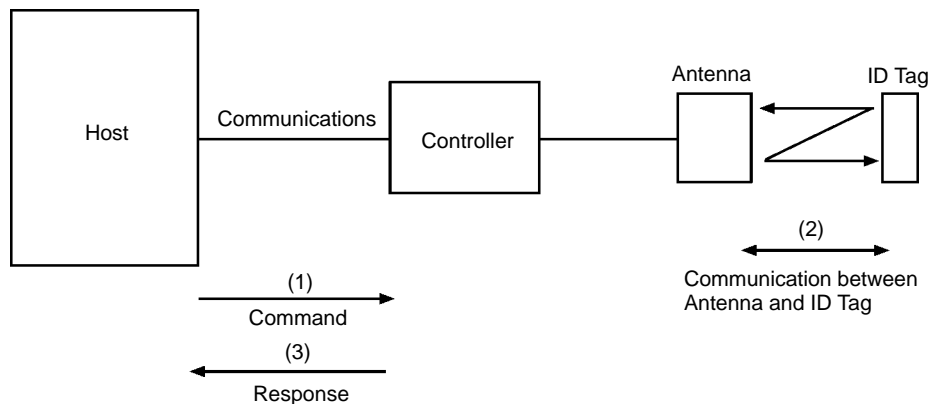 Antenna
ID Tag
Host
Communications
Controller
(1)
Command
(2)
Communication between
Antenna and ID Tag
(3)
Response